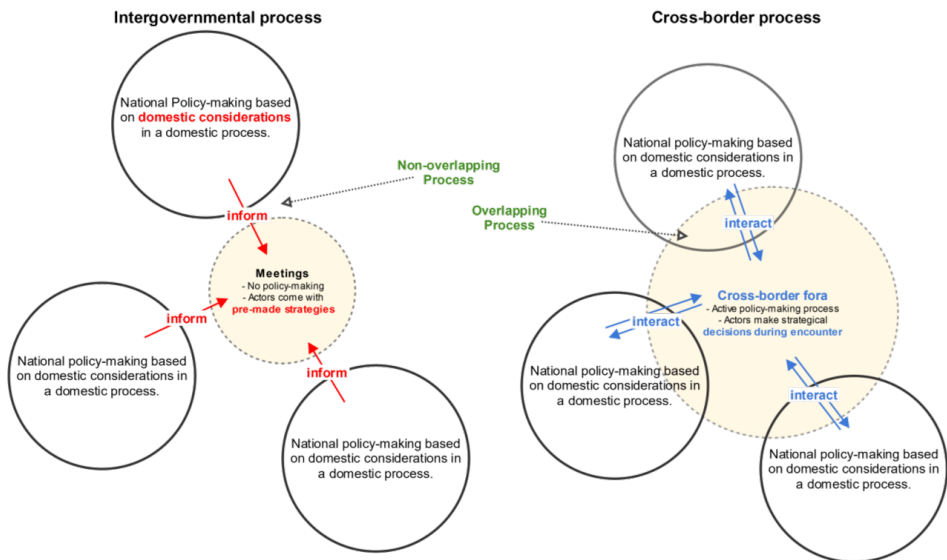 Intergovernmental process
National Policy-making based
on domestic considerations
in a domestic process.
inform
Non-overlapping
Process
Meetings
- No policy-making
- Actors come with
pre-made strategies
inform
National policy-making based
on domestic considerations in
a domestic process.
inform
National policy-making based
on domestic considerations in
a domestic process.
Cross-border process
National policy-making based
on domestic considerations in
a domestic process.
Overlapping
Process
interact
Cross-border fora
- Active policy-making process
- Actors make strategical
decisions during encounter
interact
National policy-making based
on domestic considerations in
a domestic process.
interact
National policy-making based
on domestic considerations in
a domestic process.